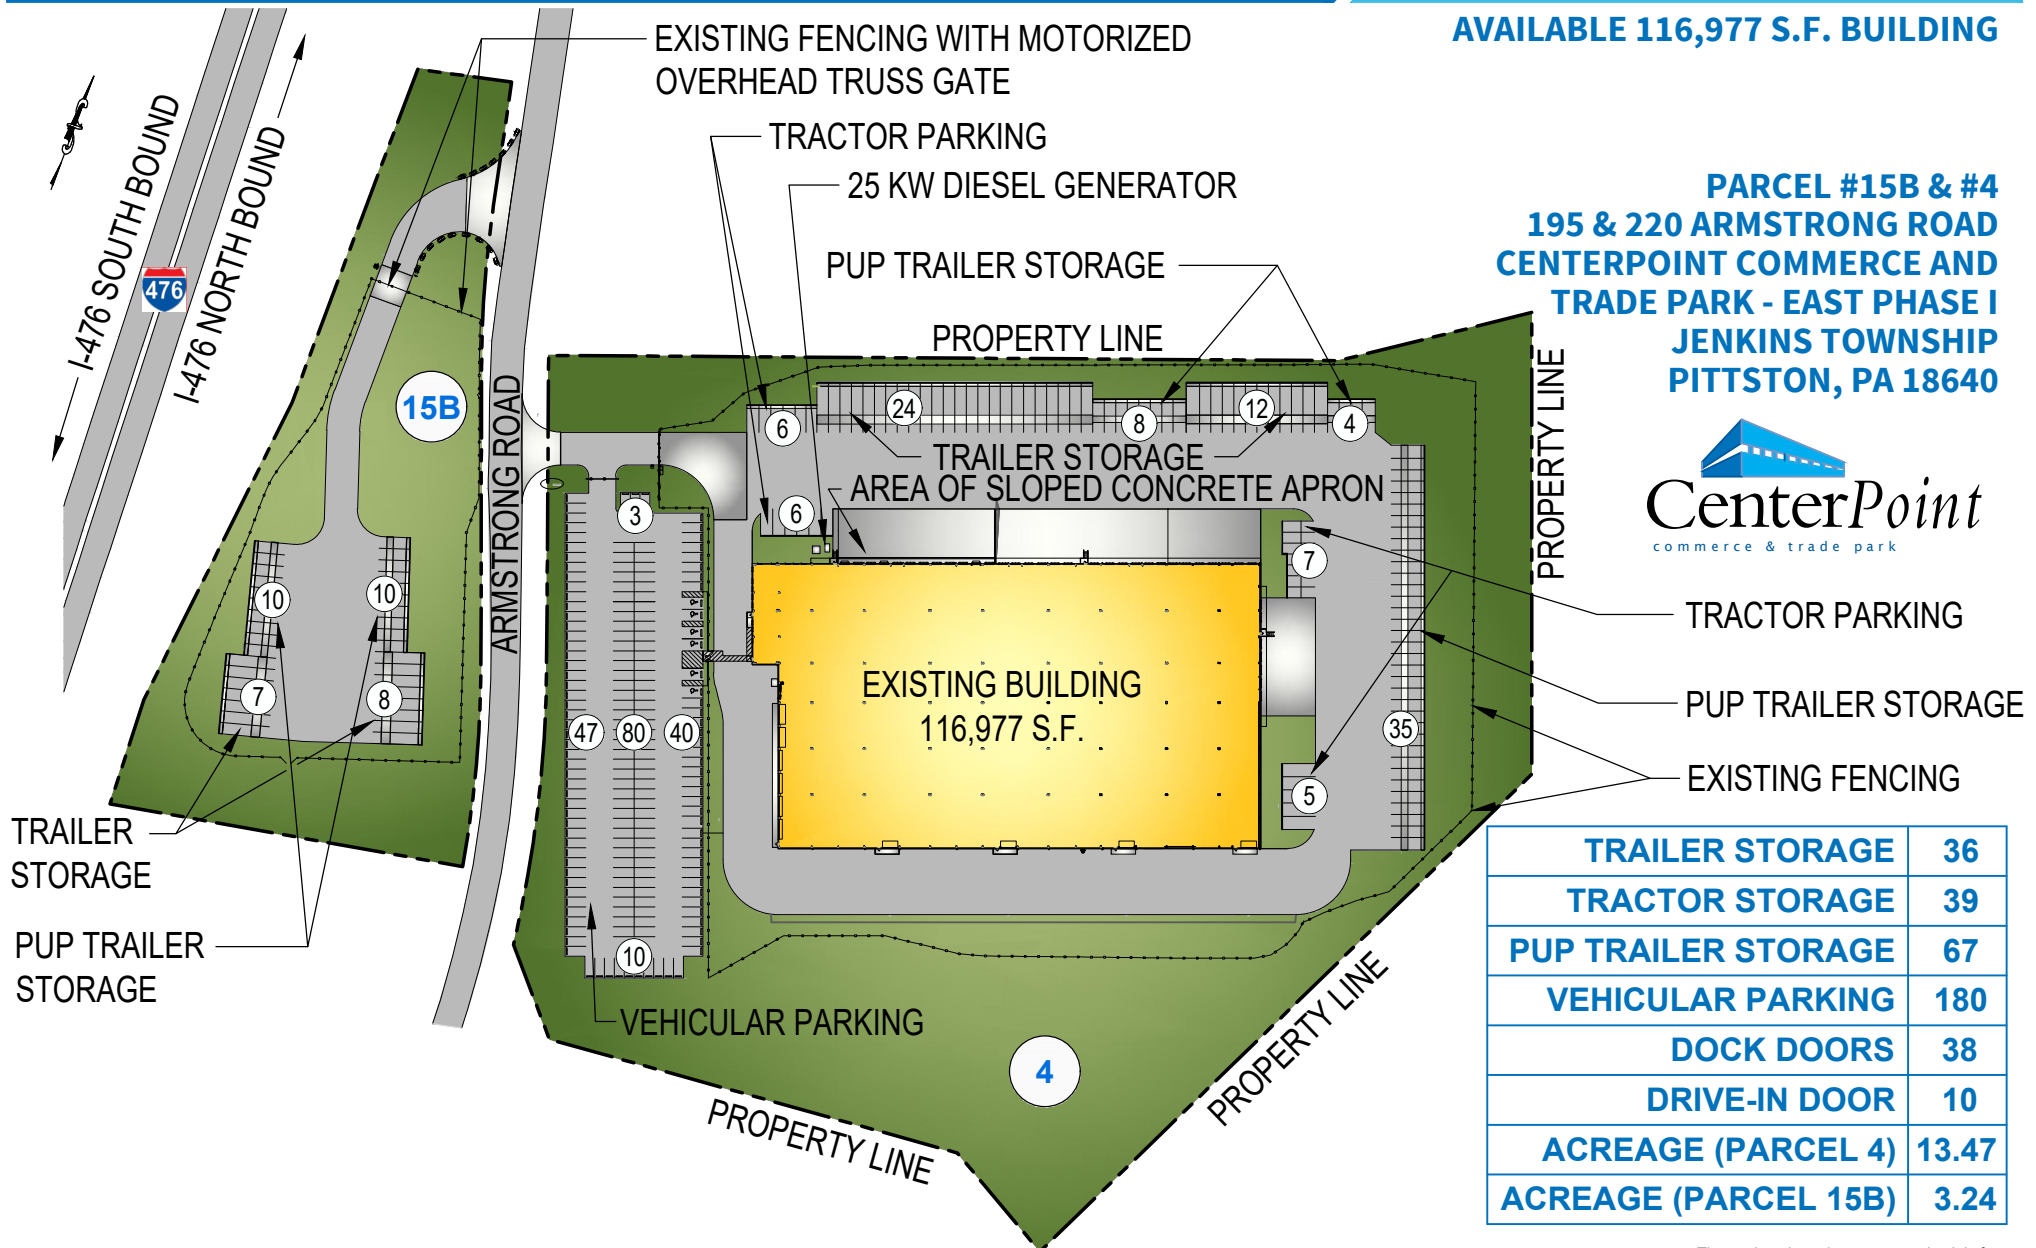 AVAILABLE 116,977 S.F. BUILDING
EXISTING FENCING WITH MOTORIZED
OVERHEAD TRUSS GATE
TRACTOR PARKING
25 KW DIESEL GENERATOR
PUP TRAILER STORAGE
PROPERTY LINE
PARCEL #15B & #4
195 & 220 ARMSTRONG ROAD
CENTERPOINT COMMERCE AND
TRADE PARK - EAST PHASE I
JENKINS TOWNSHIP
PITTSTON, PA 18640
CenterPoint
commerce & trade park
I-476 SOUTH BOUND
476
I-476 NORTH BOUND
15B
ARMSTRONG ROAD
PROPERTY LINE
24
6
8
12
4
TRAILER STORAGE
AREA OF SLOPED CONCRETE APRON
3
6
7
10
10
7
8
47
80
40
EXISTING BUILDING
116,977 S.F.
35
5
10
TRACTOR PARKING
PUP TRAILER STORAGE
EXISTING FENCING
TRAILER
STORAGE
PUP TRAILER
STORAGE
VEHICULAR PARKING
4
PROPERTY LINE
PROPERTY LINE
TRAILER STORAGE 36
TRACTOR STORAGE 39
PUP TRAILER STORAGE 67
VEHICULAR PARKING 180
DOCK DOORS 38
DRIVE-IN DOOR 10
ACREAGE (PARCEL 4) 13.47
ACREAGE (PARCEL 15B) 3.24